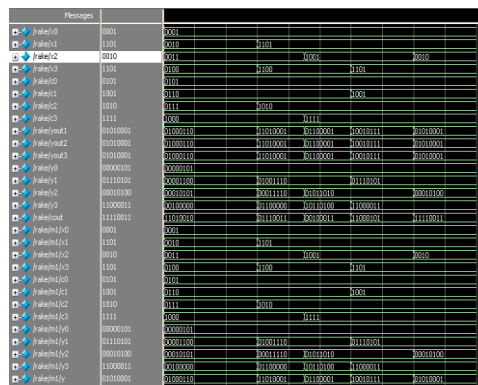 Messages
/rake/x0 0001 0001
/rake/x1 1101 0010 1101
/rake/x2 0010 0011 1001 0010
/rake/x3 1101 0100 1100 1101
/rake/c0 0101 0101
/rake/c1 1001 0110 1001
/rake/c2 1010 0111 1010
/rake/c3 1111 1000 1111
/rake/yout1 01010001 01000110 11010001 01100001 10010111 01010001
/rake/yout2 01010001 01000110 11010001 01100001 10010111 01010001
/rake/yout3 01010001 01000110 11010001 01100001 10010111 01010001
/rake/y0 00000101 00000101
/rake/y1 01110101 00001100 01001110 01110101
/rake/y2 00010100 00010101 00011110 01011010 00010100
/rake/y3 11000011 00100000 01100000 10110100 11000011
/rake/cout 11110011 11010010 01110011 00100011 11000101 11110011
/rake/m1/x0 0001 0001
/rake/m1/x1 1101 0010 1101
/rake/m1/x2 0010 0011 1001 0010
/rake/m1/x3 1101 0100 1100 1101
/rake/m1/c0 0101 0101
/rake/m1/c1 1001 0110 1001
/rake/m1/c2 1010 0111 1010
/rake/m1/c3 1111 1000 1111
/rake/m1/y0 00000101 00000101
/rake/m1/y1 01110101 00001100 01001110 01110101
/rake/m1/y2 00010100 00010101 00011110 01011010 00010100
/rake/m1/y3 11000011 00100000 01100000 10110100 11000011
/rake/m1/y 01010001 01000110 11010001 01100001 10010111 01010001